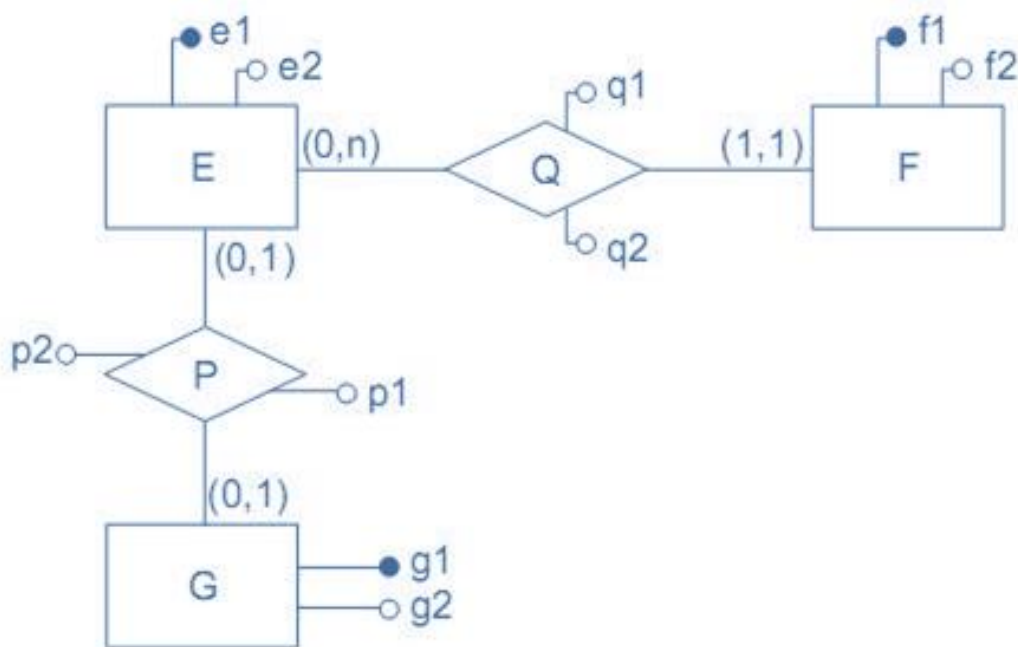 e1
f1
e2
f2
q1
E
(0,n)
Q
(1,1)
F
q2
(0,1)
p2
P
p1
(0,1)
g1
G
g2